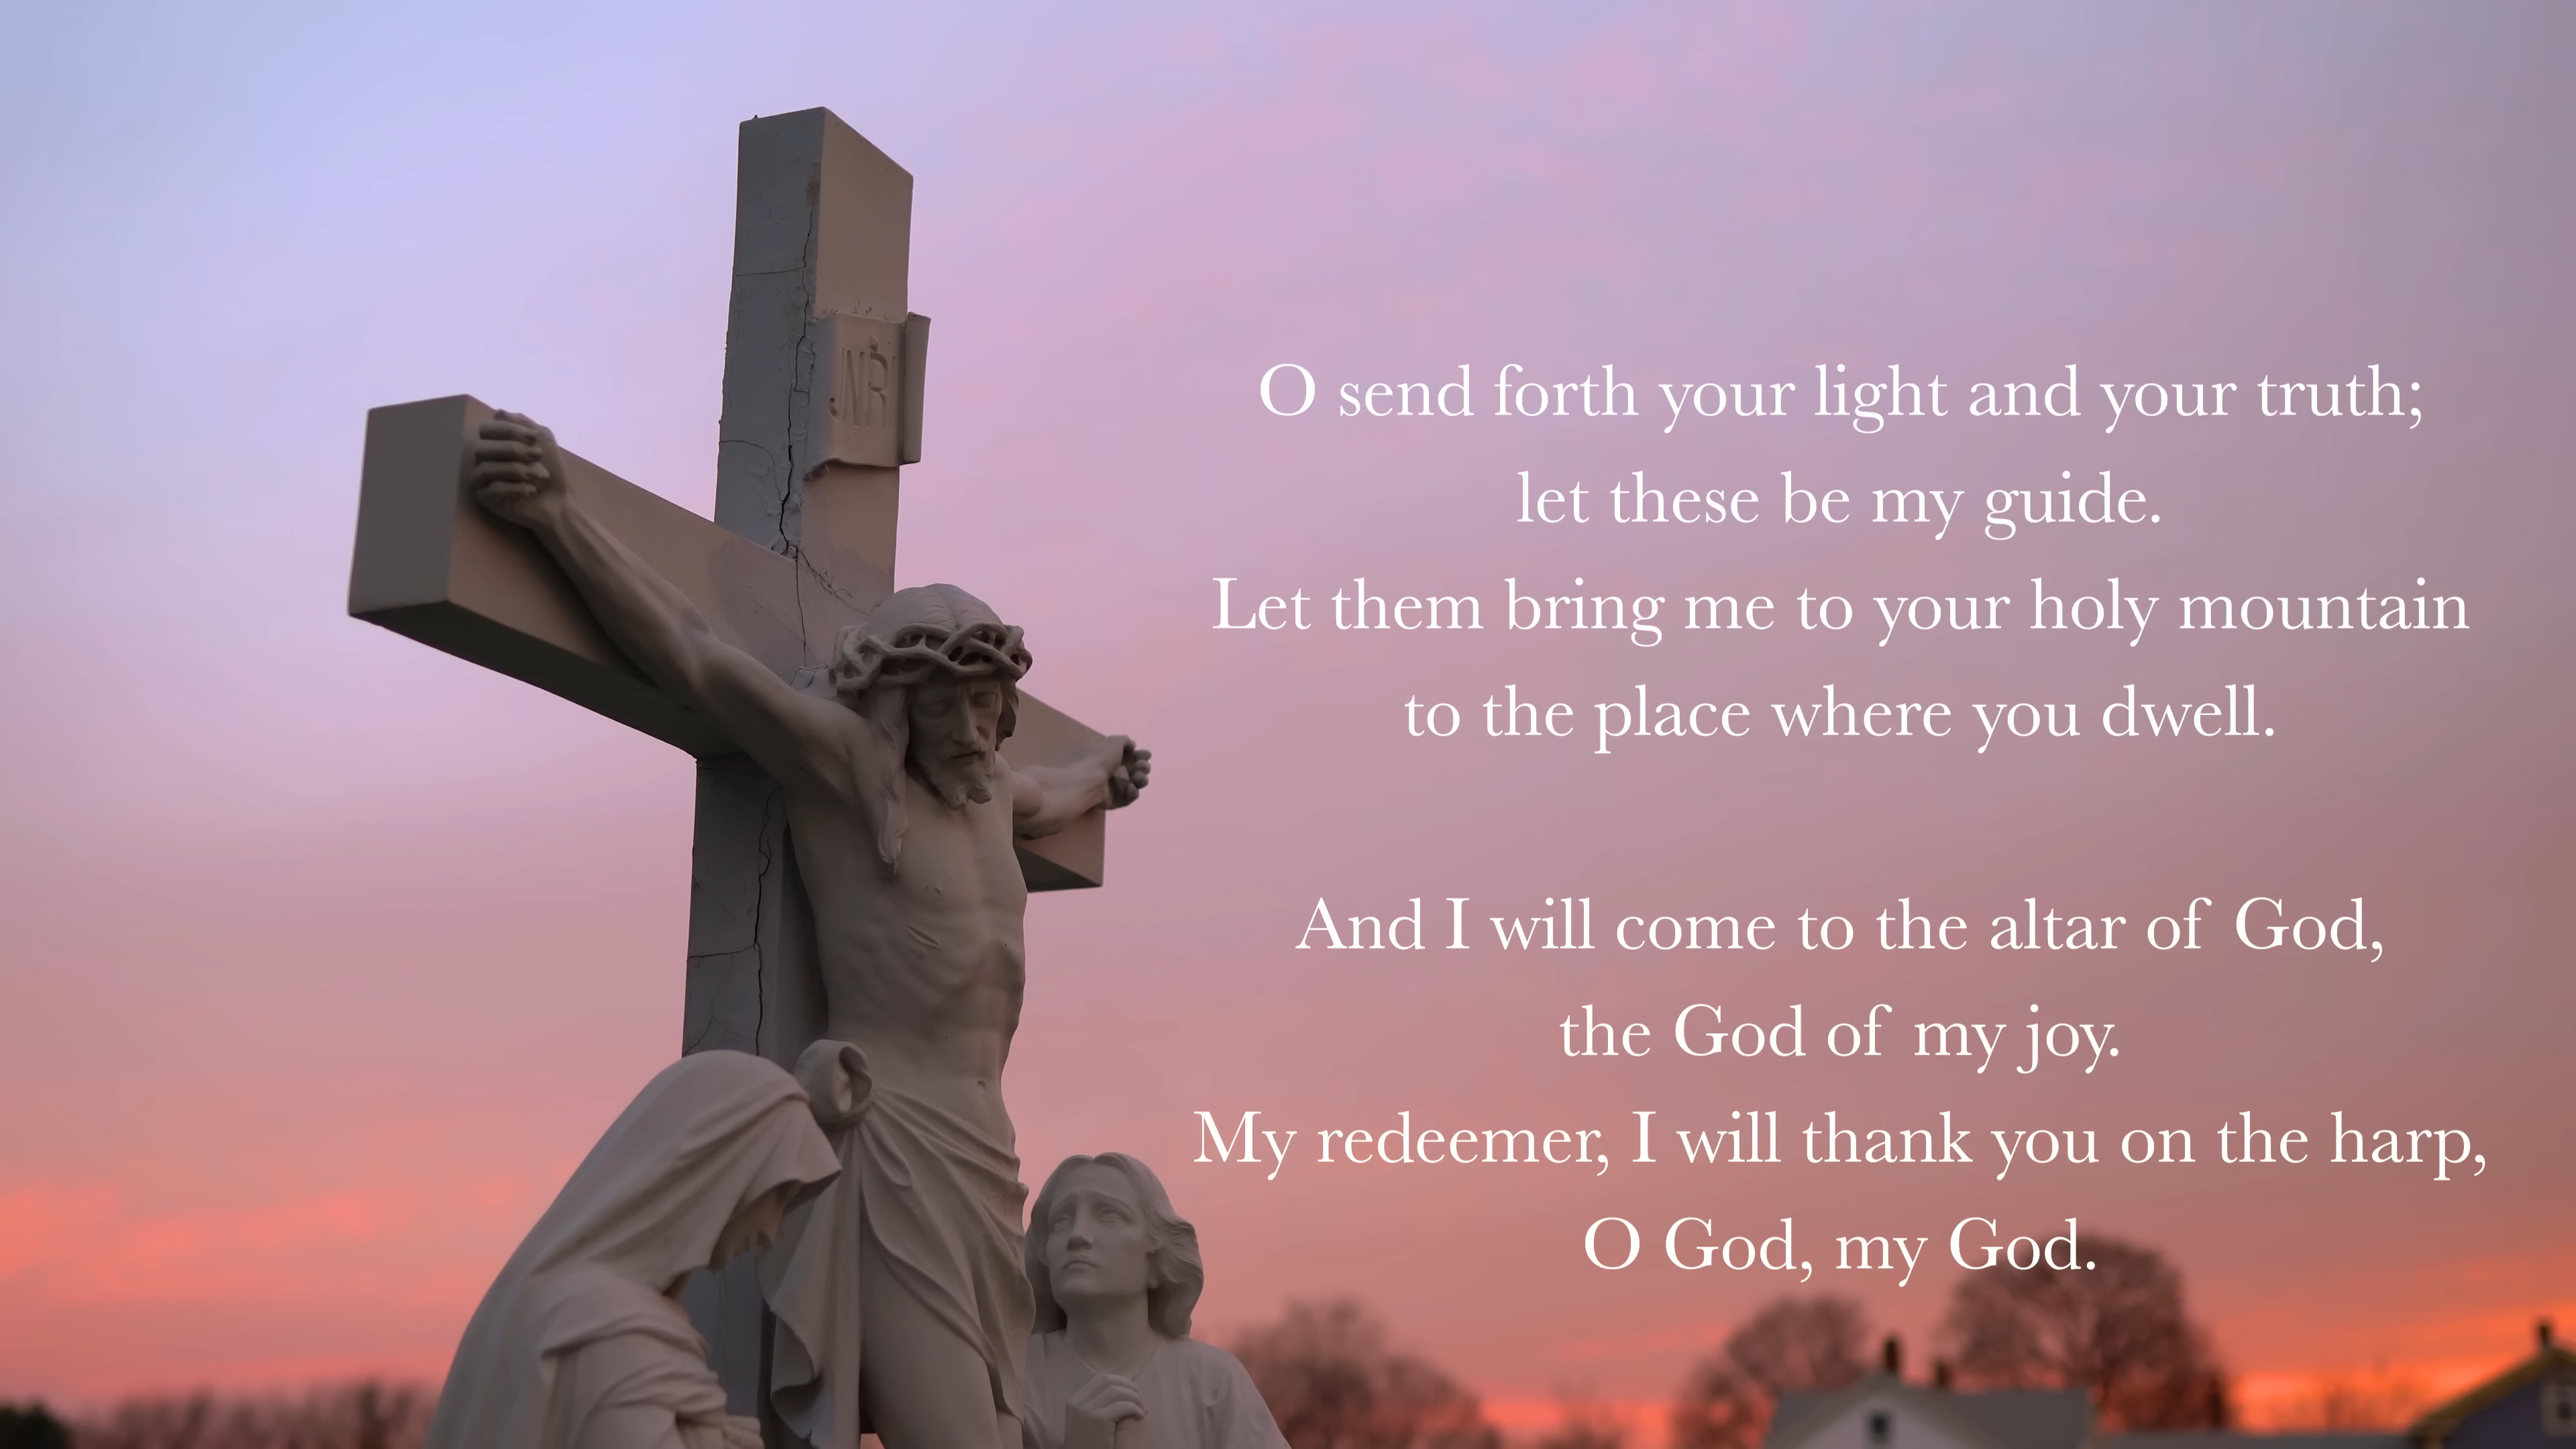 JNRI
O send forth your light and your truth;
let these be my guide.
Let them bring me to your holy mountain
to the place where you dwell.
And I will come to the altar of God,
the God of my joy.
My redeemer, I will thank you on the harp,
O God, my God.